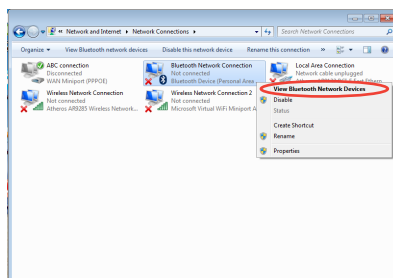 « Network and Internet ▸ Network Connections ▸
Search Network Connections
Organize
View Bluetooth network devices
Disable this network device
Rename this connection
»
ABC connection
Disconnected
WAN Miniport (PPPOE)
Bluetooth Network Connection
Not connected
Bluetooth Device (Personal Area
Local Area Connection
Network cable unplugged
Wireless Network Connection
Not connected
Atheros AR9285 Wireless Network...
Wireless Network Connection 2
Not connected
Microsoft Virtual WiFi Miniport A
View Bluetooth Network Devices
Disable
Status
Create Shortcut
Rename
Properties